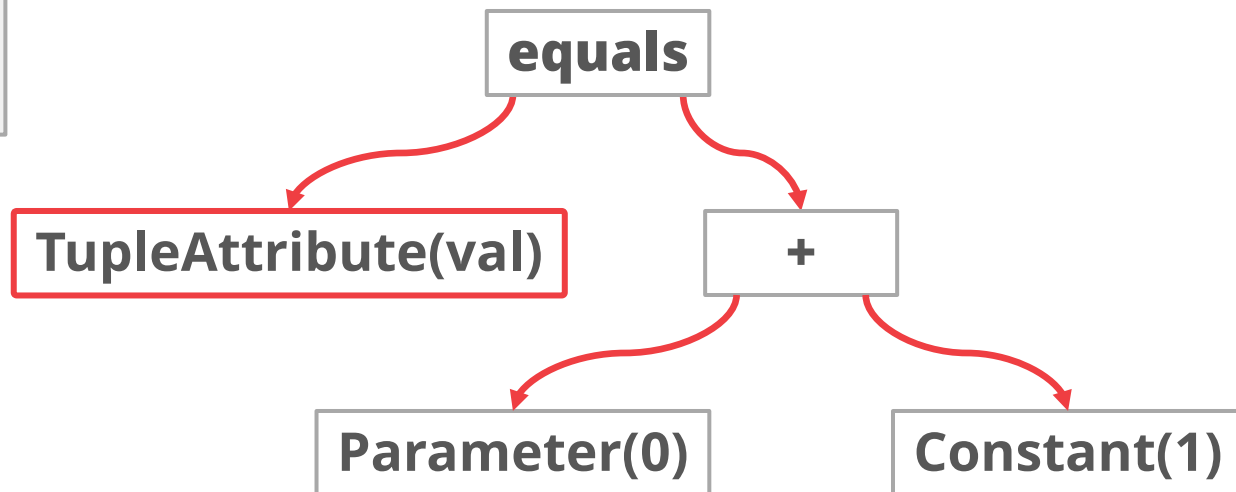 equals
TupleAttribute(val)
+
Parameter(0)
Constant(1)